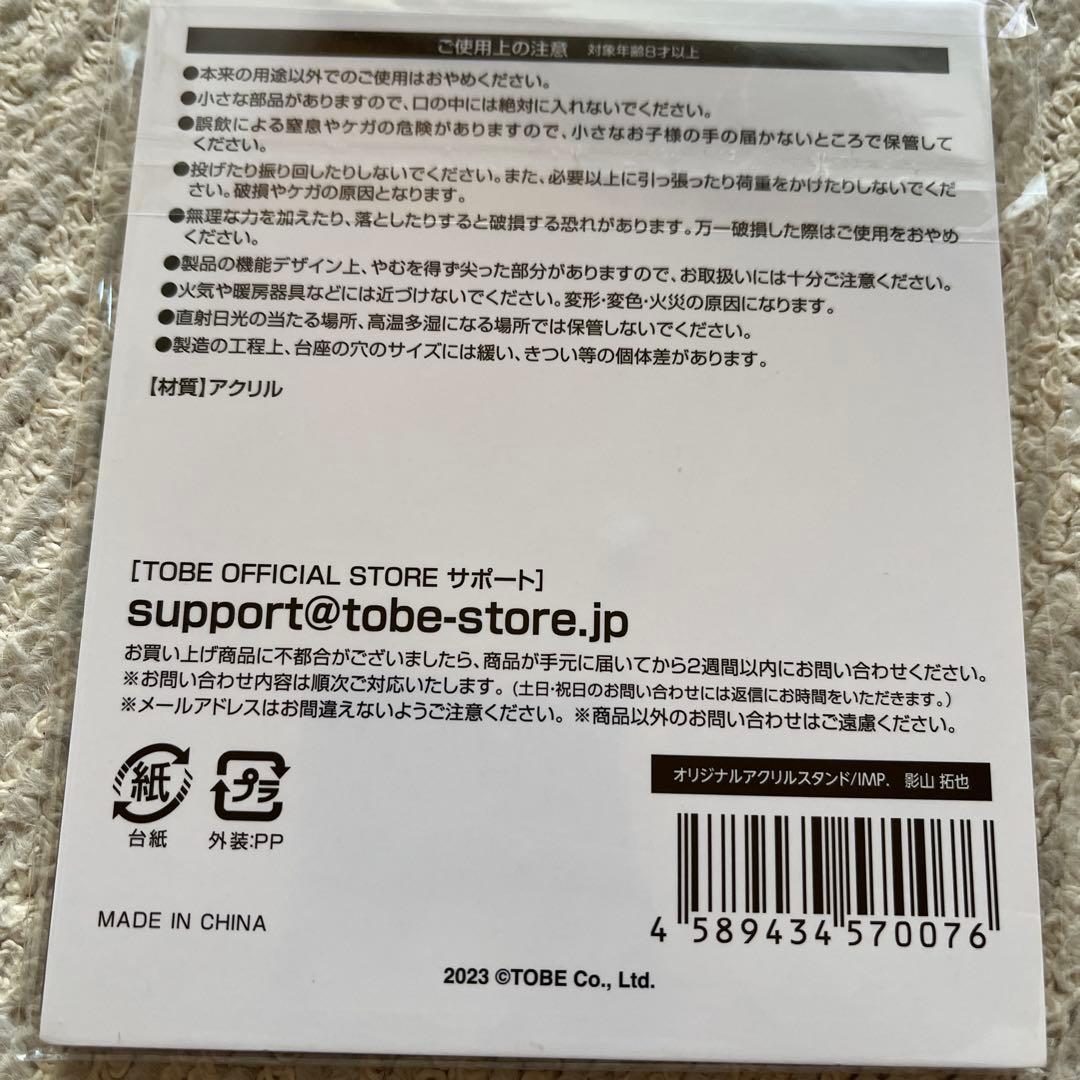 ご使用上の注意 対象年齢8才以上
●本来の用途以外でのご使用はおやめください。
●小さな部品がありますので、口の中には絶対に入れないでください。
●誤飲による窒息やケガの危険がありますので、小さなお子様の手の届かないところで保管して
ください。
●投げたり振り回したりしないでください。また、必要以上に引っ張ったり荷重をかけたりしないでくだ
さい。破損やケガの原因となります。
●無理な力を加えたり、落としたりすると破損する恐れがあります。万一破損した際はご使用をおやめ
ください。
●製品の機能デザイン上、やむを得ず尖った部分がありますので、お取扱いには十分ご注意ください。
●火気や暖房器具などには近づけないでください。変形・変色・火災の原因になります。
●直射日光の当たる場所、高温多湿になる場所では保管しないでください。
●製造の工程上、台座の穴のサイズには緩い、きつい等の個体差があります。
【材質】アクリル
[TOBE OFFICIAL STORE サポート]
support@tobe-store.jp
お買い上げ商品に不都合がございましたら、商品が手元に届いてから2週間以内にお問い合わせください。
※お問い合わせ内容は順次ご対応いたします。(土日・祝日のお問い合わせには返信にお時間をいただきます。)
※メールアドレスはお間違えないようご注意ください。 ※商品以外のお問い合わせはご遠慮ください。
紙
台紙
プラ
外装:PP
オリジナルアクリルスタンド/IMP. 影山 拓也
4 589434 570076
MADE IN CHINA
2023 ©TOBE Co., Ltd.